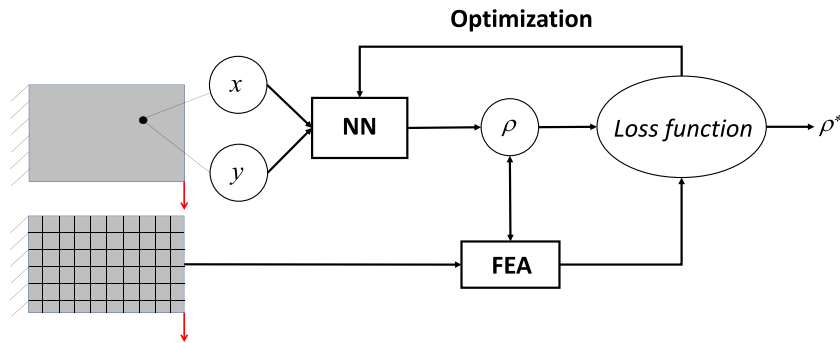 Optimization
x
NN
ρ
Loss function
ρ*
y
FEA